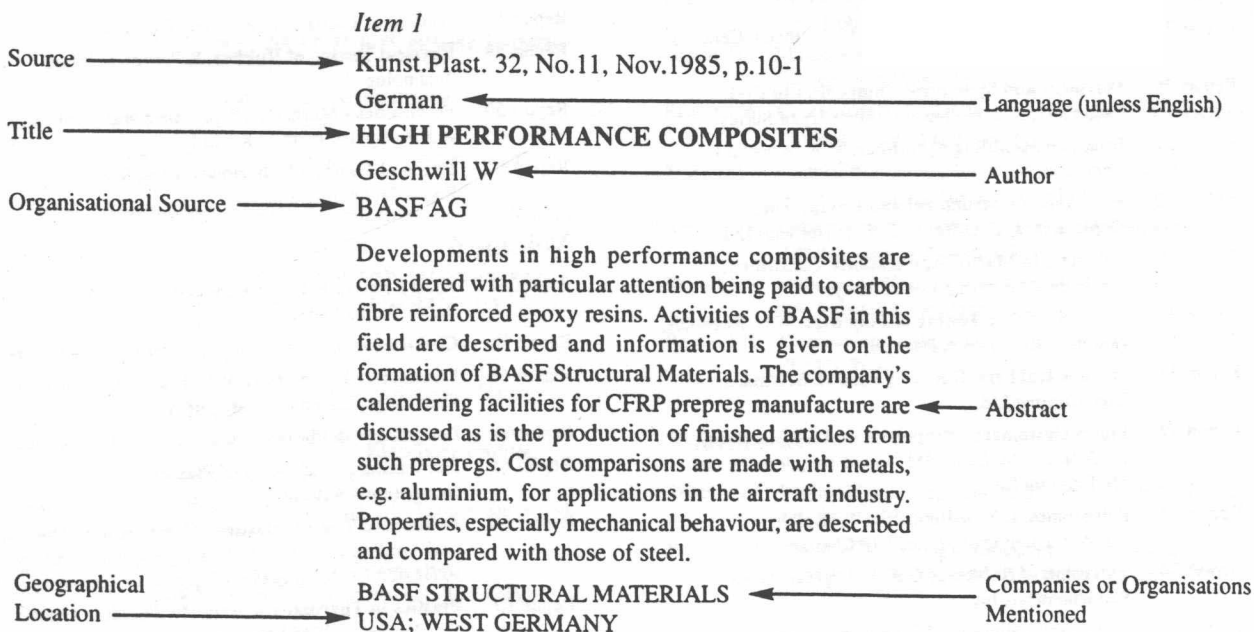 Item 1
Source Kunst.Plast. 32, No.11, Nov.1985, p.10-1
German Language (unless English)
Title HIGH PERFORMANCE COMPOSITES
Geschwill W Author
Organisational Source BASF AG
Developments in high performance composites are
considered with particular attention being paid to carbon
fibre reinforced epoxy resins. Activities of BASF in this
field are described and information is given on the
formation of BASF Structural Materials. The company's
calendering facilities for CFRP prepreg manufacture are Abstract
discussed as is the production of finished articles from
such prepregs. Cost comparisons are made with metals,
e.g. aluminium, for applications in the aircraft industry.
Properties, especially mechanical behaviour, are described
and compared with those of steel.
Geographical
Location
BASF STRUCTURAL MATERIALS
USA; WEST GERMANY
Companies or Organisations
Mentioned